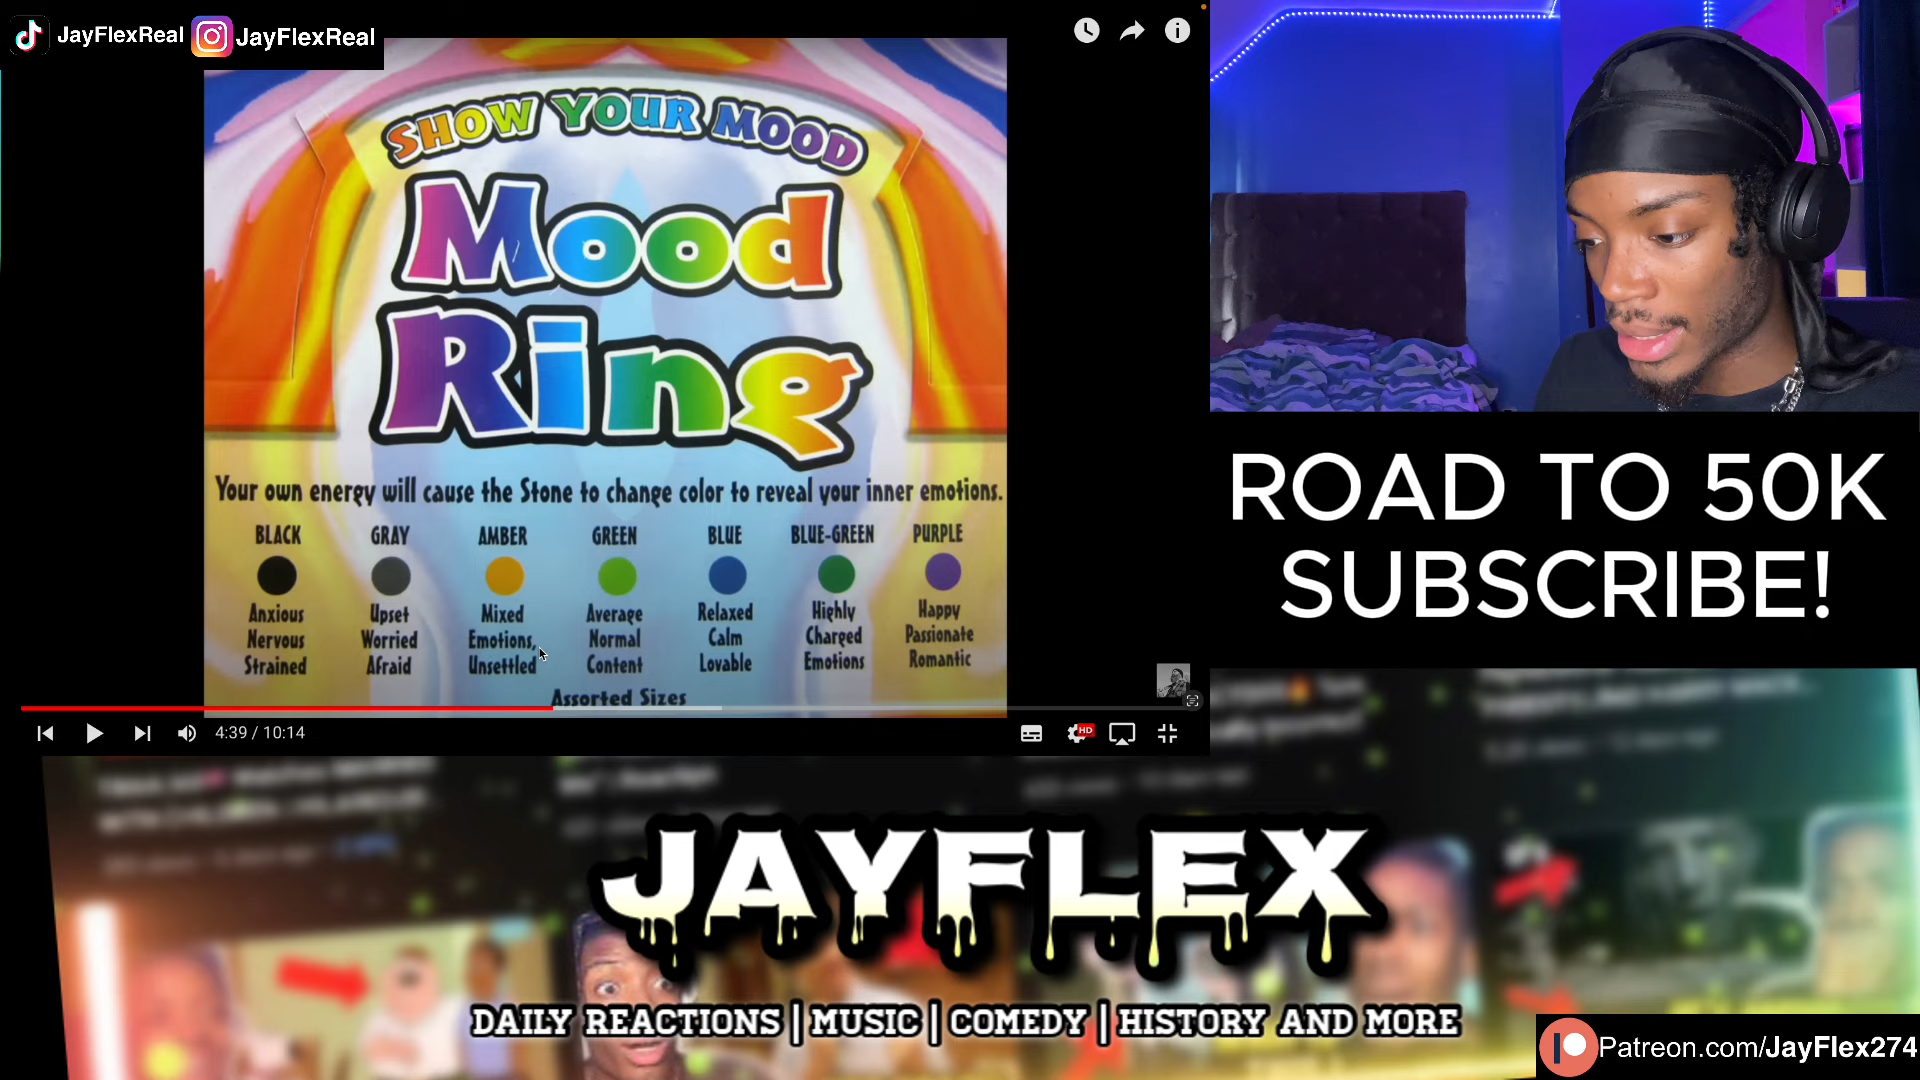 JayFlexReal
JayFlexReal
SHOW YOUR MOOD
Mood
Ring
Your own energy will cause the Stone to change color to reveal your inner emotions.
BLACK GRAY AMBER GREEN BLUE BLUE-GREEN PURPLE
Anxious Upset Mixed Average Relaxed Highly Happy
Nervous Worried Emotions, Normal Calm Charged Passionate
Strained Afraid Unsettled Content Lovable Emotions Romantic
Assorted Sizes
4:39 / 10:14
HD
ROAD TO 50K
SUBSCRIBE!
JAYFLEX
DAILY REACTIONS | MUSIC | COMEDY | HISTORY AND MORE
Patreon.com/JayFlex274